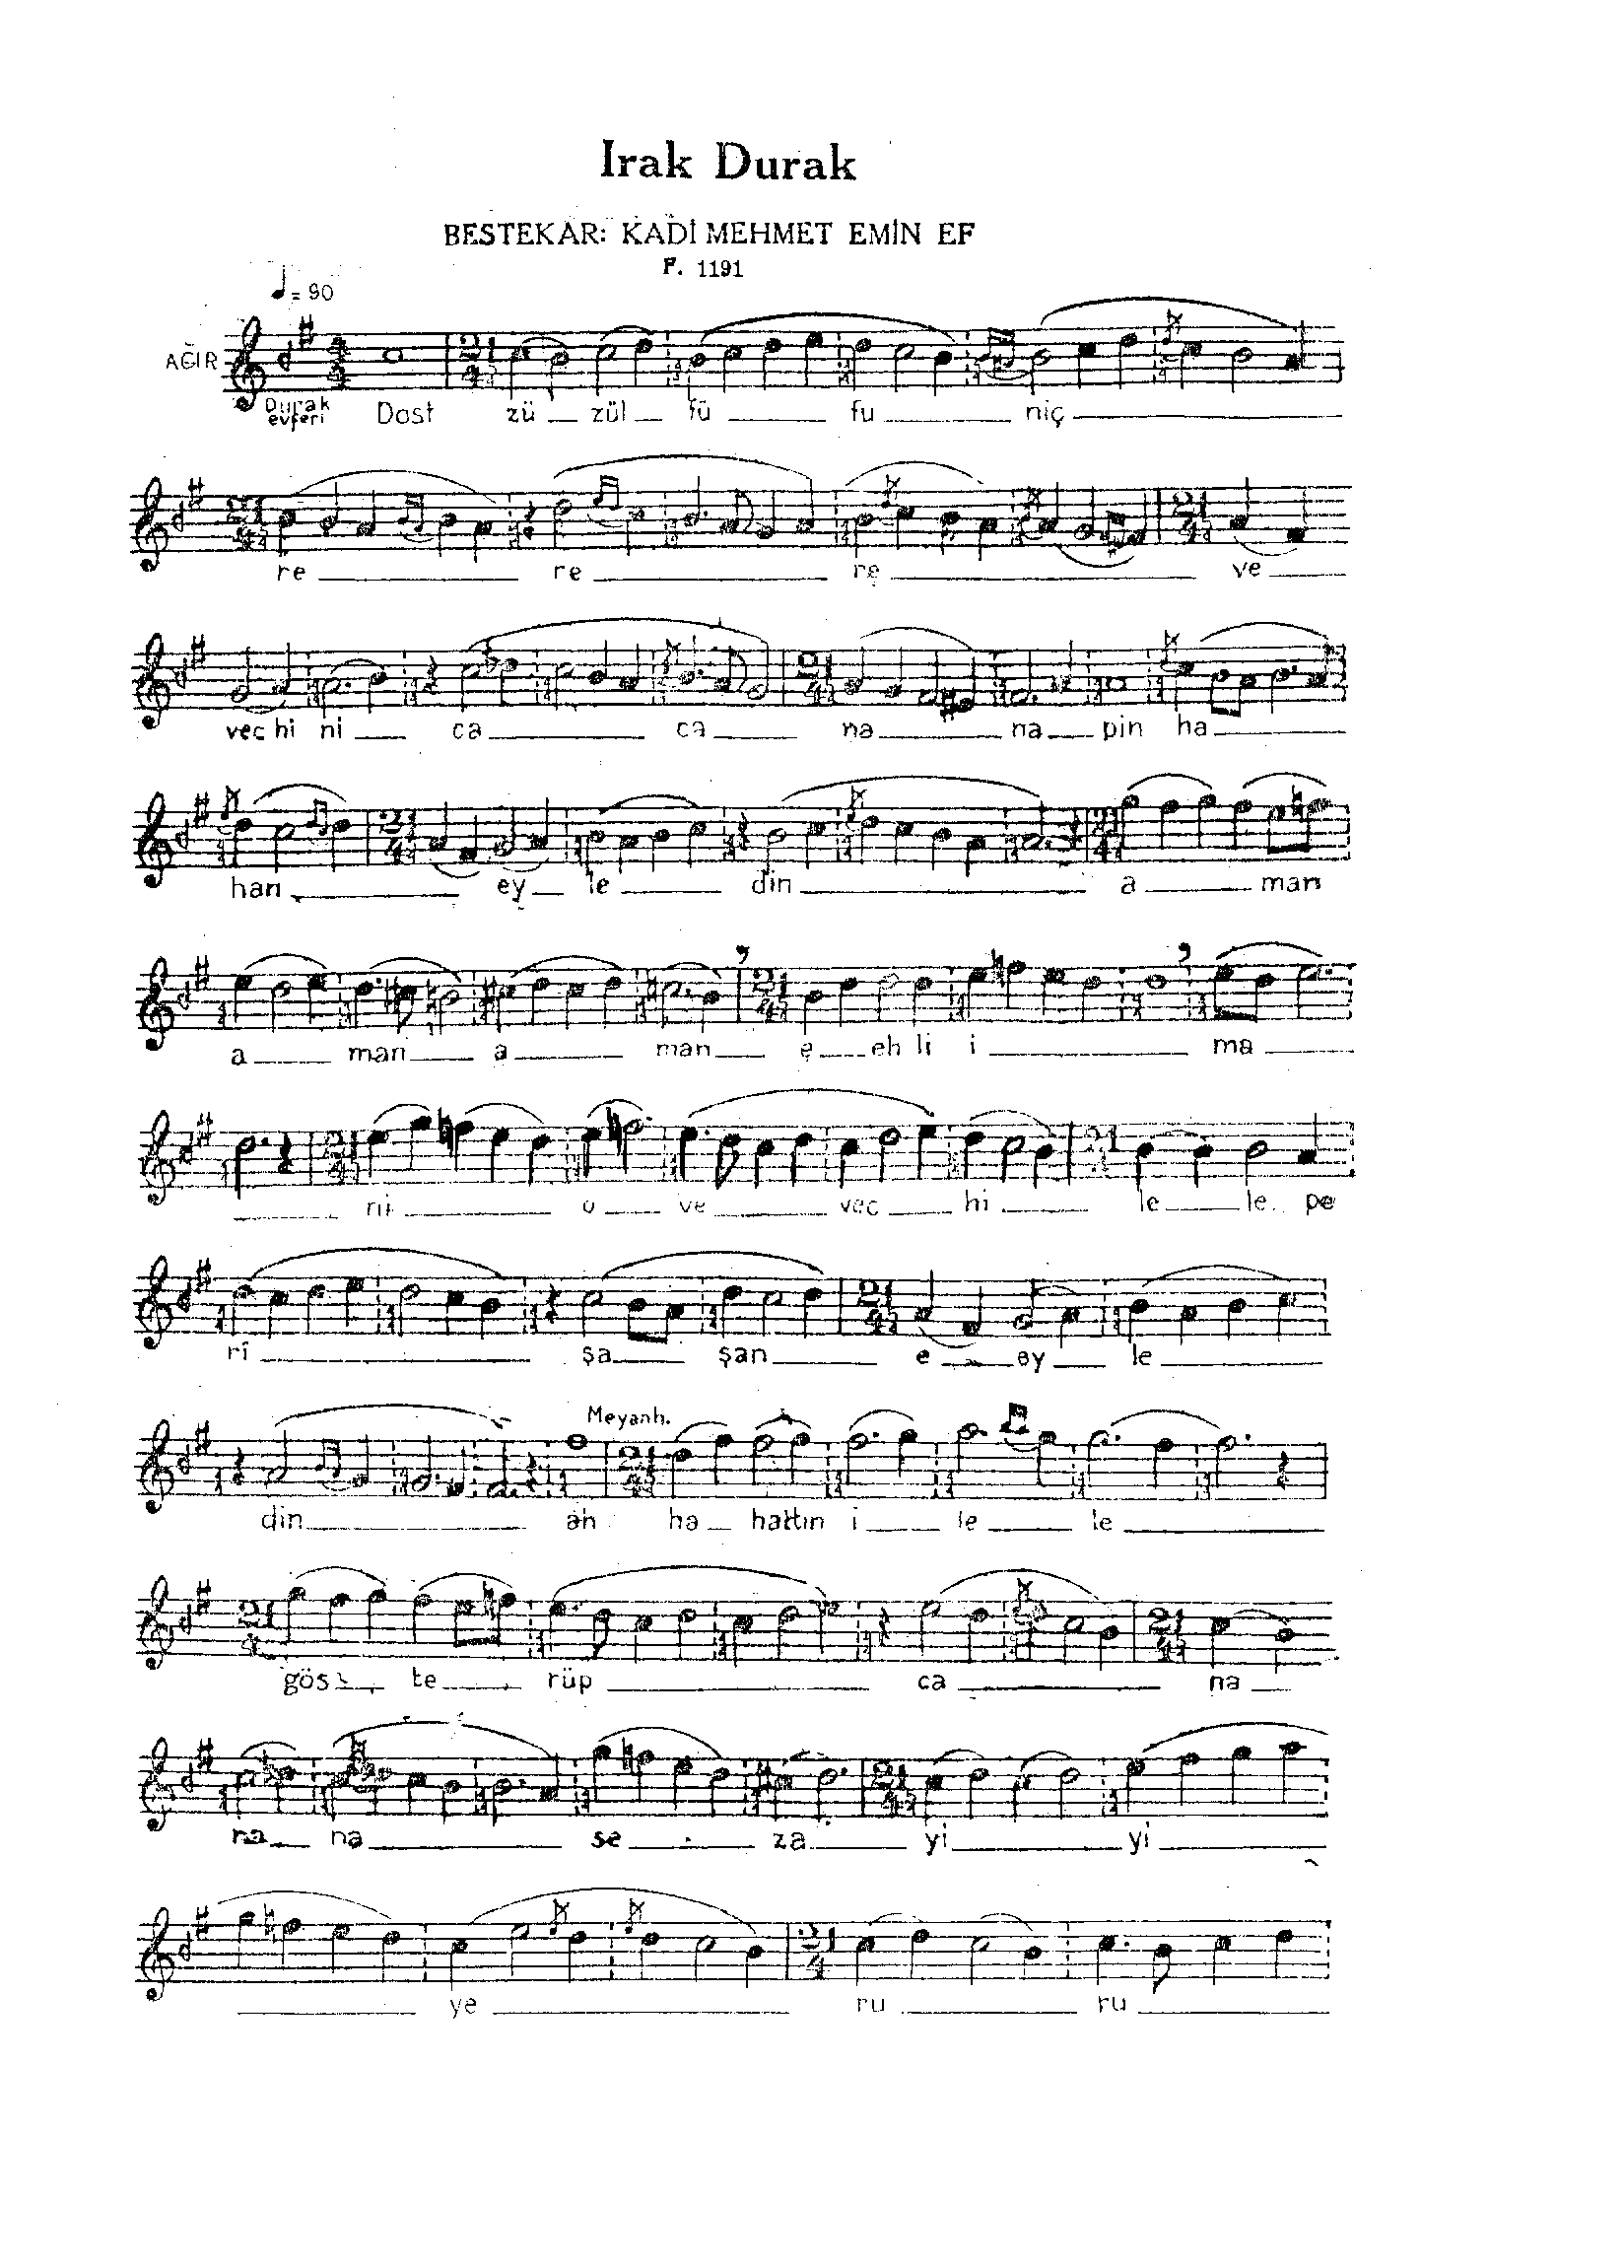 Irak Durak
BESTEKAR: KADİ MEHMET EMİN EF
F. 1191
= 90
AĞIR
Durak
evferi
Dost zü zül fü fu niç
re re re ve
vec hi ni ca ca na na pin ha
han ey le din a man
a man a man e eh li i ma
rif o ve vec hi le le pe
rî şa şan e ey le
Meyanh.
din ah ha hattın i le le
gös te rüp ca na
na na se za yi yi
ye ru ru